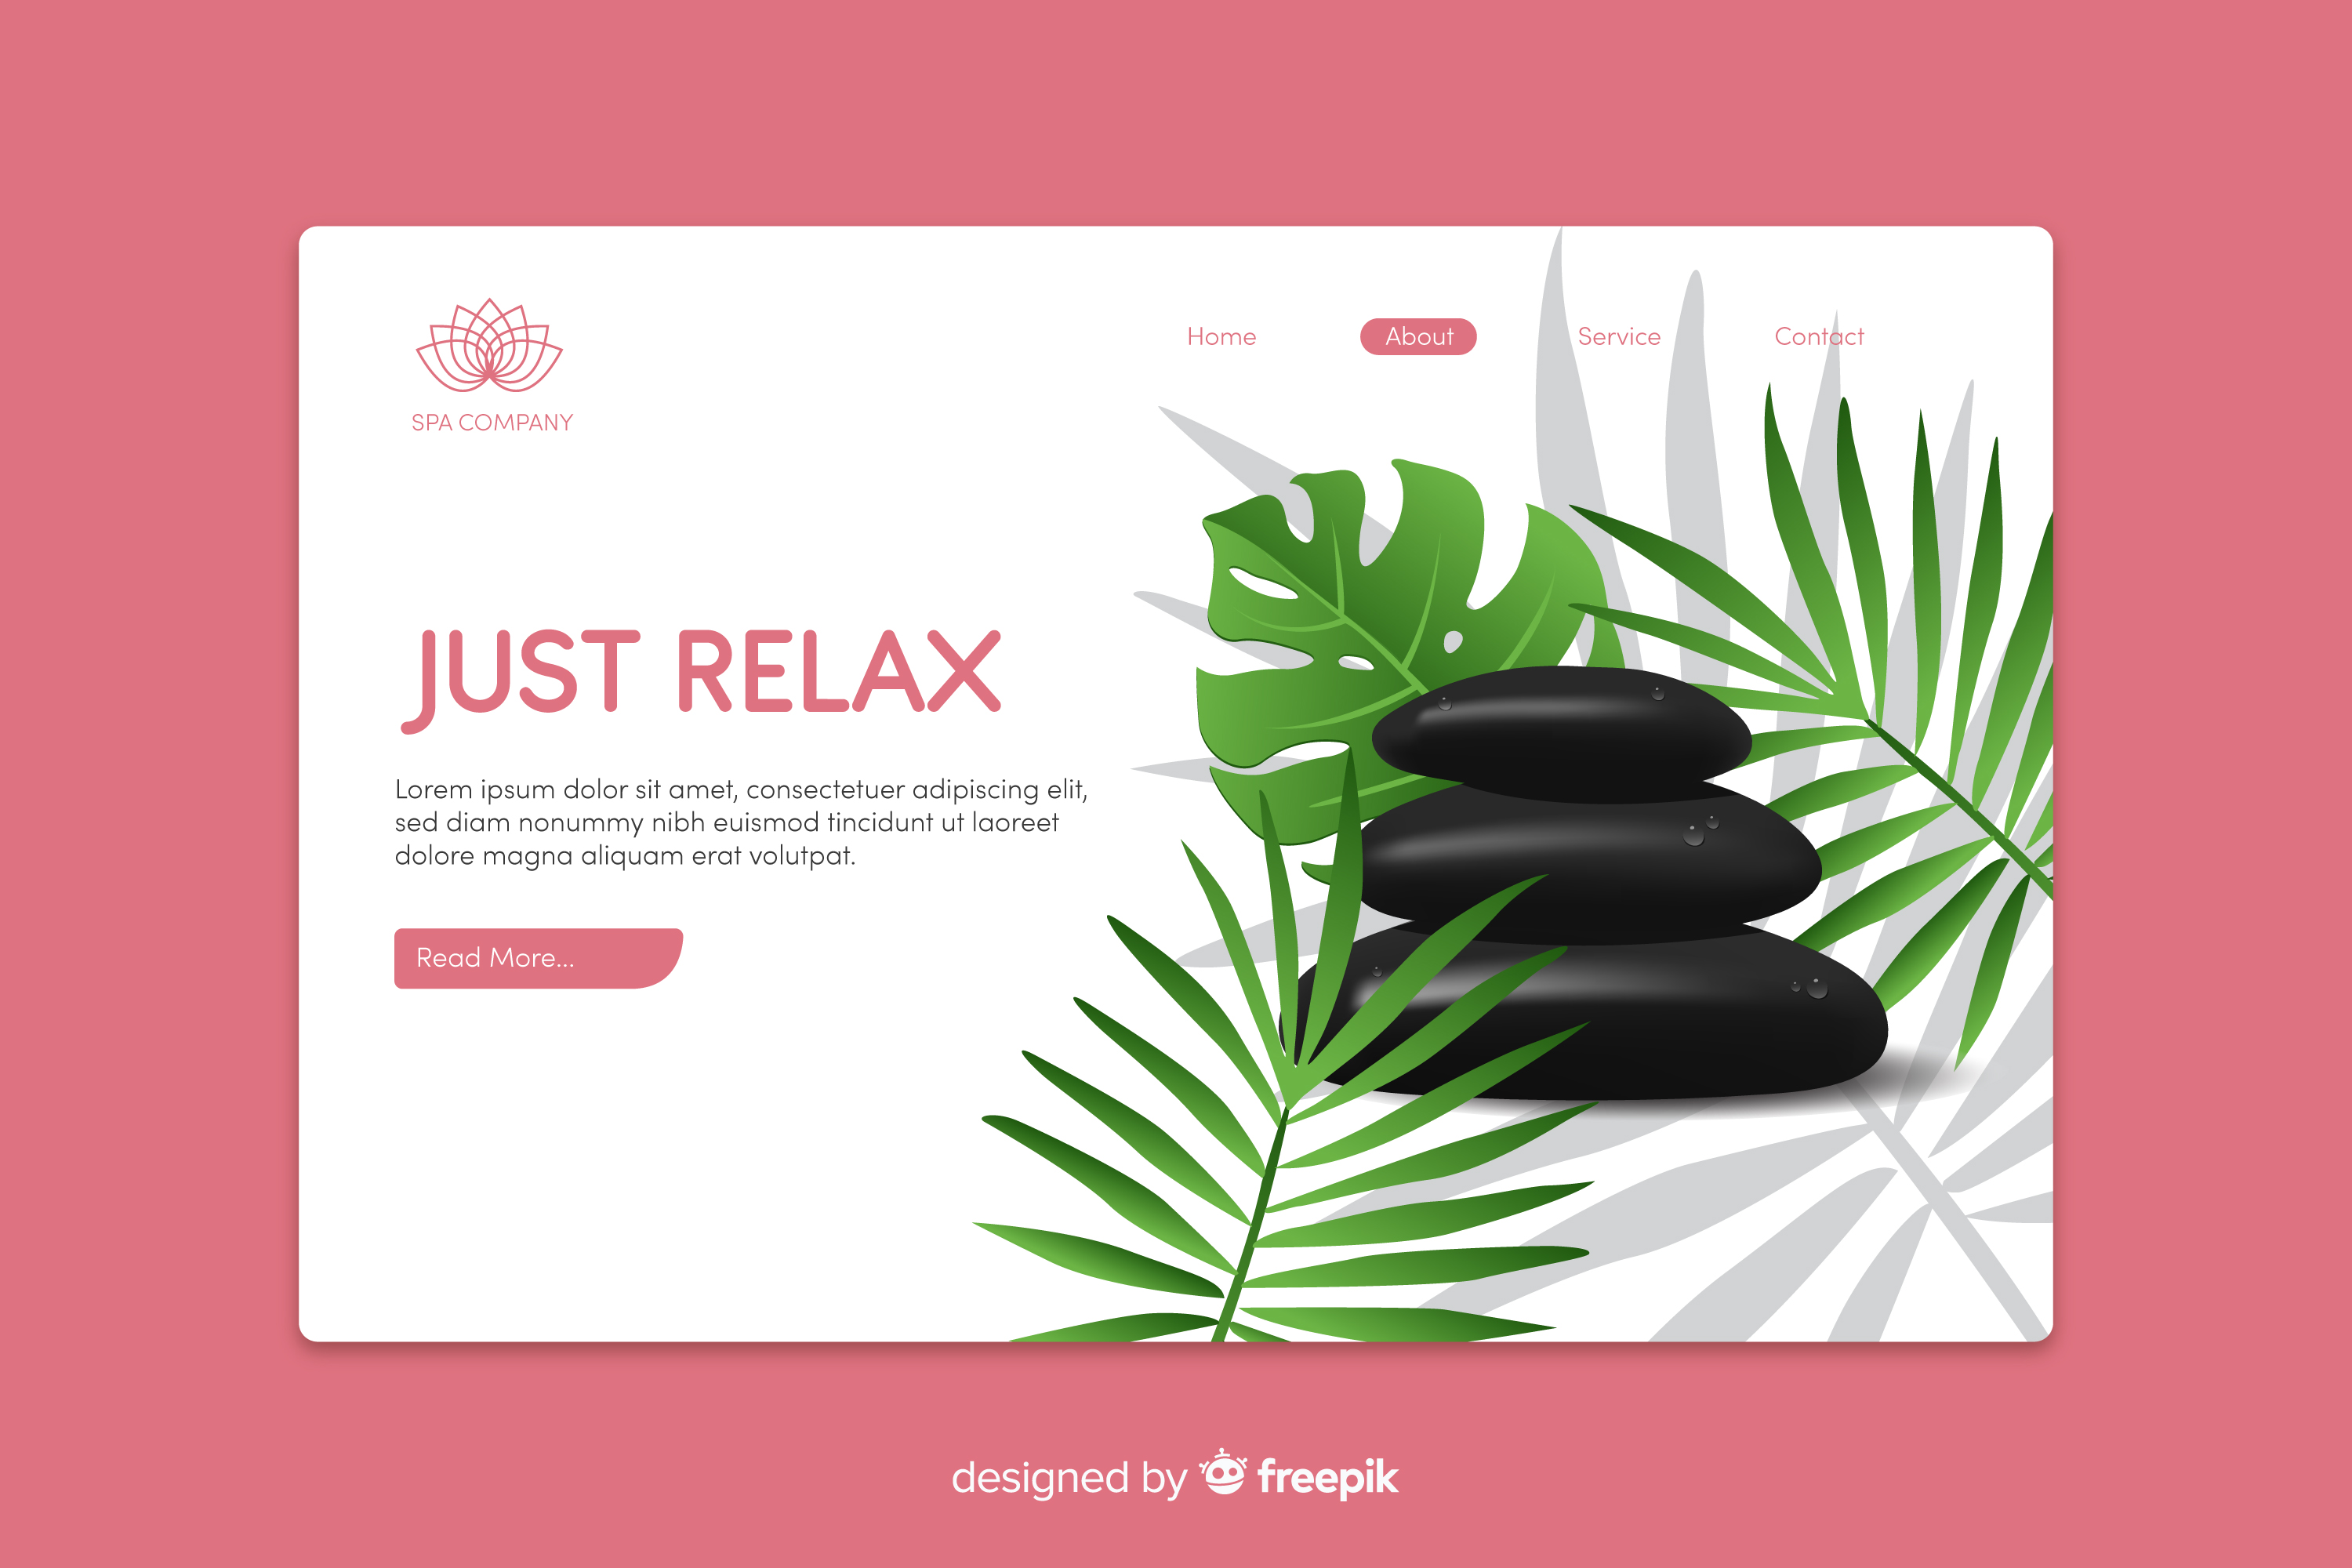 Home
About
Service
Contact
SPA COMPANY
JUST RELAX
Lorem ipsum dolor sit amet, consectetuer adipiscing elit,
sed diam nonummy nibh euismod tincidunt ut laoreet
dolore magna aliquam erat volutpat.
Read More...
designed by freepik